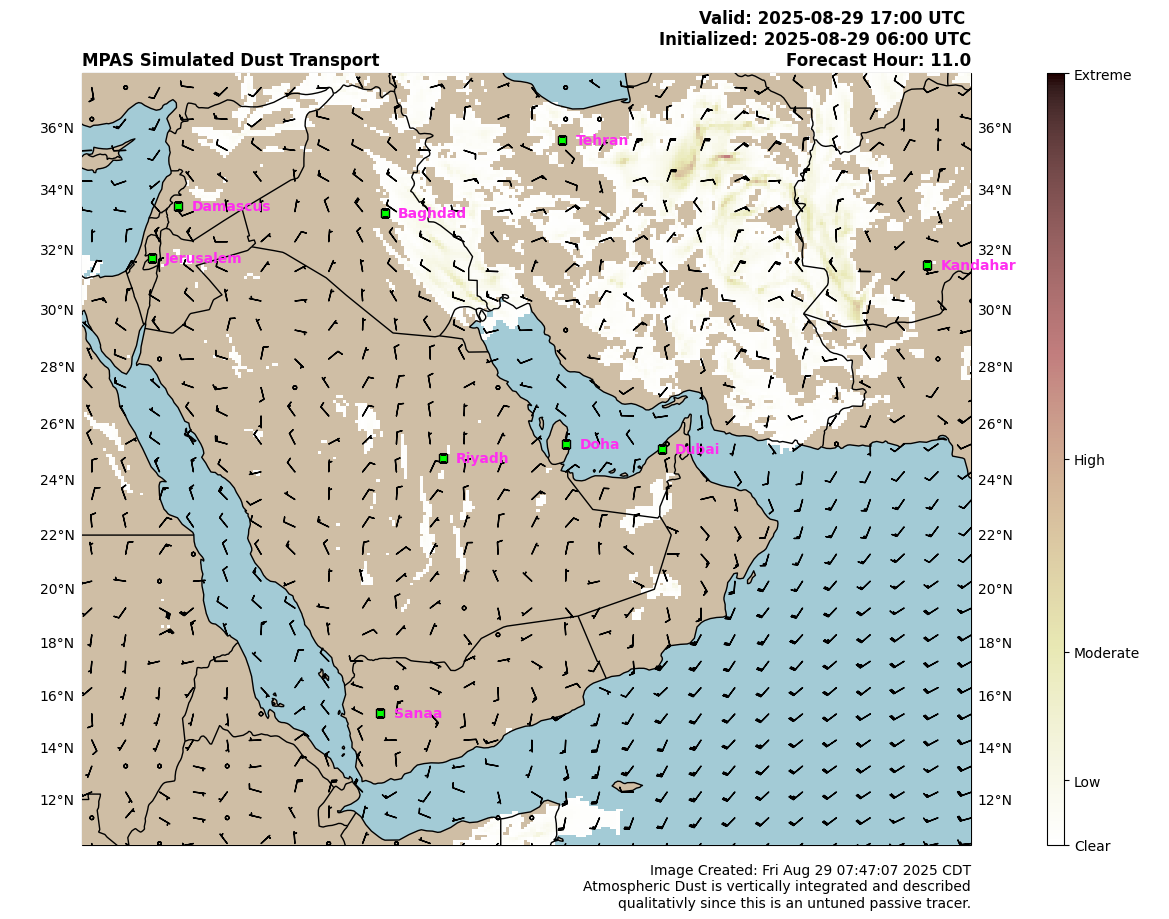 Valid: 2025-08-29 17:00 UTC
Initialized: 2025-08-29 06:00 UTC
MPAS Simulated Dust Transport Forecast Hour: 11.0
Extreme
36°N Tehran 36°N
34°N Damascus Baghdad 34°N
32°N Jerusalem 32°N
Kandahar
30°N 30°N
28°N 28°N
26°N 26°N
Doha Dubai
Riyadh High
24°N 24°N
22°N 22°N
20°N 20°N
18°N 18°N
Moderate
16°N 16°N
Sanaa
14°N 14°N
12°N 12°N
Low
Clear
Image Created: Fri Aug 29 07:47:07 2025 CDT
Atmospheric Dust is vertically integrated and described
qualitativly since this is an untuned passive tracer.